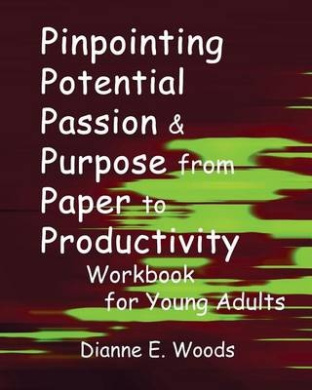 Pinpointing
Potential
Passion &
Purpose from
Paper to
Productivity
Workbook
for Young Adults
Dianne E. Woods